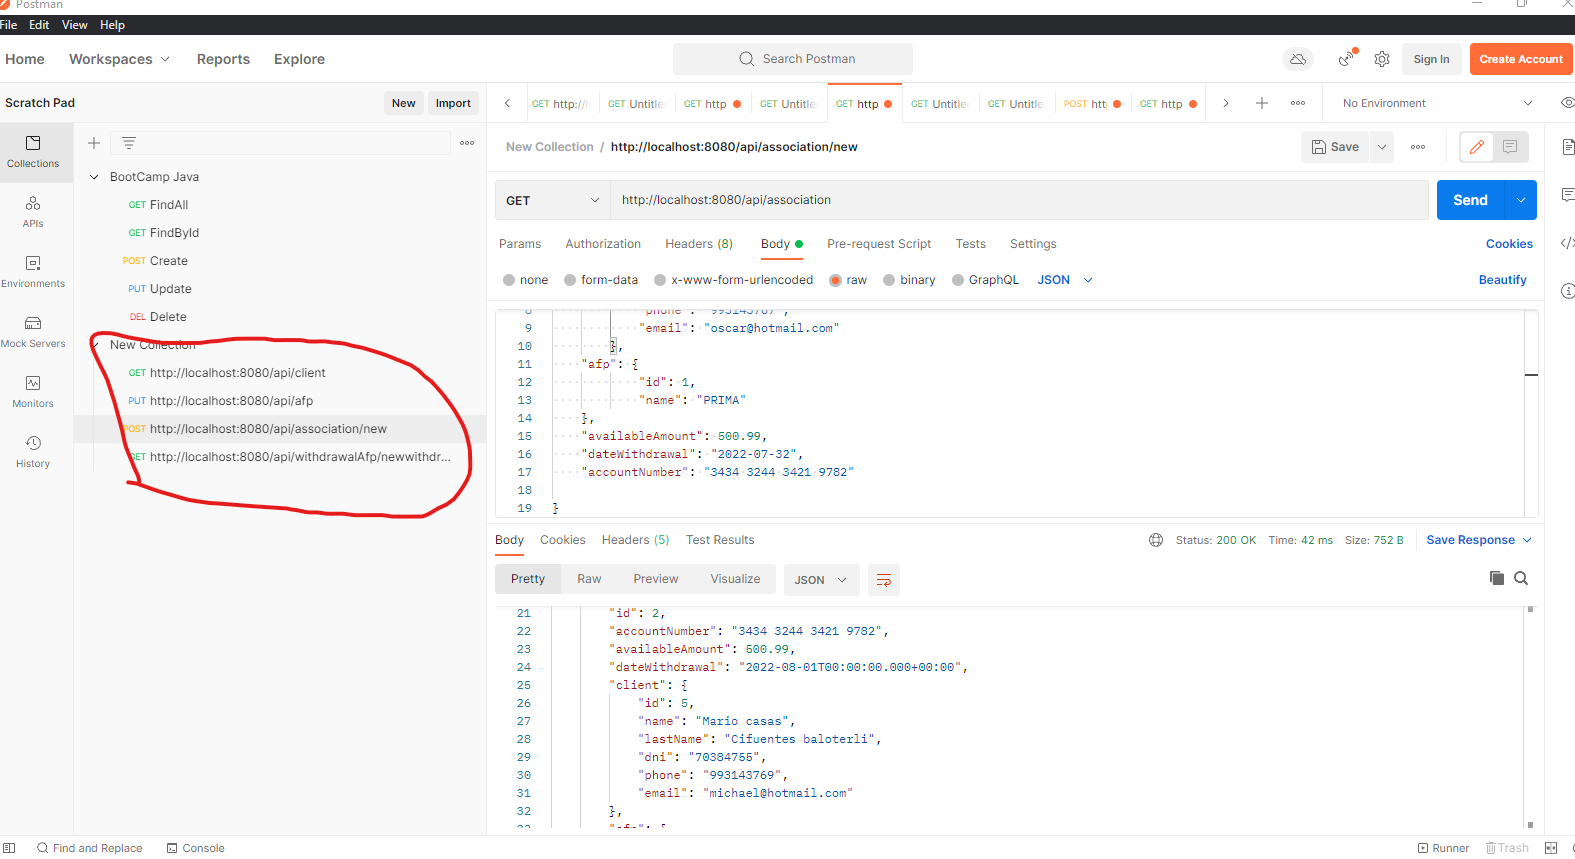 Postman
File Edit View Help
Home Workspaces Reports Explore Search Postman Sign In Create Account
Scratch Pad New Import
GET http://l GET Untitle GET http GET Untitle GET http GET Untitle GET Untitle POST htt GET http No Environment
Collections
APIs
Environments
Mock Servers
Monitors
History
BootCamp Java
GET FindAll
GET FindById
POST Create
PUT Update
DEL Delete
New Collection
GET http://localhost:8080/api/client
PUT http://localhost:8080/api/afp
POST http://localhost:8080/api/association/new
GET http://localhost:8080/api/withdrawalAfp/newwithdr...
New Collection / http://localhost:8080/api/association/new Save
GET http://localhost:8080/api/association Send
Params Authorization Headers (8) Body Pre-request Script Tests Settings Cookies
none form-data x-www-form-urlencoded raw binary GraphQL JSON Beautify
8 "phone": "993143767",
9 "email": "oscar@hotmail.com"
10 },
11 "afp": {
12 "id": 1,
13 "name": "PRIMA"
14 },
15 "availableAmount": 500.99,
16 "dateWithdrawal": "2022-07-32",
17 "accountNumber": "3434 3244 3421 9782"
18
19 }
Body Cookies Headers (5) Test Results Status: 200 OK Time: 42 ms Size: 752 B Save Response
Pretty Raw Preview Visualize JSON
21 "id": 2,
22 "accountNumber": "3434 3244 3421 9782",
23 "availableAmount": 500.99,
24 "dateWithdrawal": "2022-08-01T00:00:00.000+00:00",
25 "client": {
26 "id": 5,
27 "name": "Mario casas",
28 "lastName": "Cifuentes baloterli",
29 "dni": "70384755",
30 "phone": "993143769",
31 "email": "michael@hotmail.com"
32 },
33 "afp": {
Find and Replace Console Runner Trash